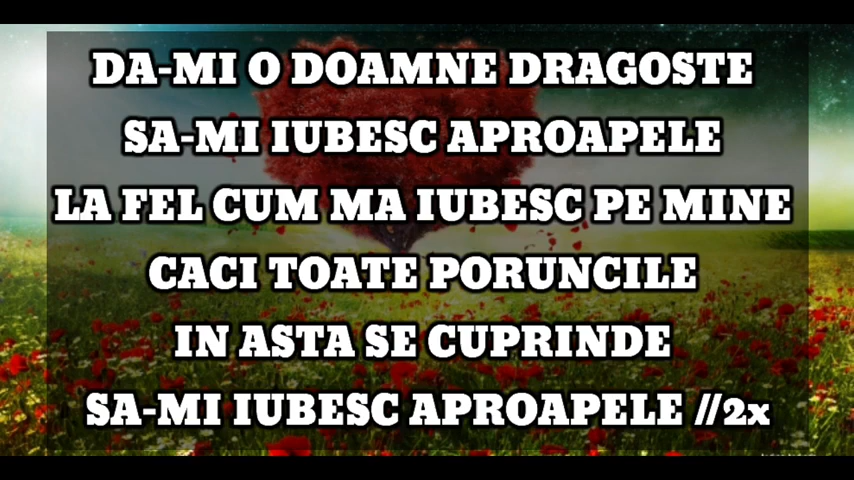 DA-MI O DOAMNE DRAGOSTE
SA-MI IUBESC APROAPELE
LA FEL CUM MA IUBESC PE MINE
CACI TOATE PORUNCILE
IN ASTA SE CUPRINDE
SA-MI IUBESC APROAPELE //2x